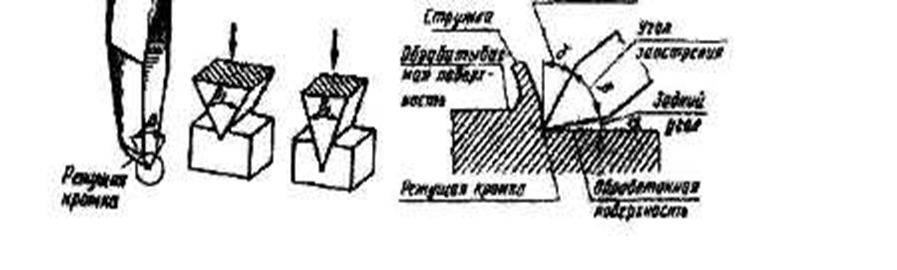 Режущая
кромка
Стружка
Обрабатывае
мая поверх-
ность
Угол
заострения
Задний
угол
Режущая кромка
Обработанная
поверхность